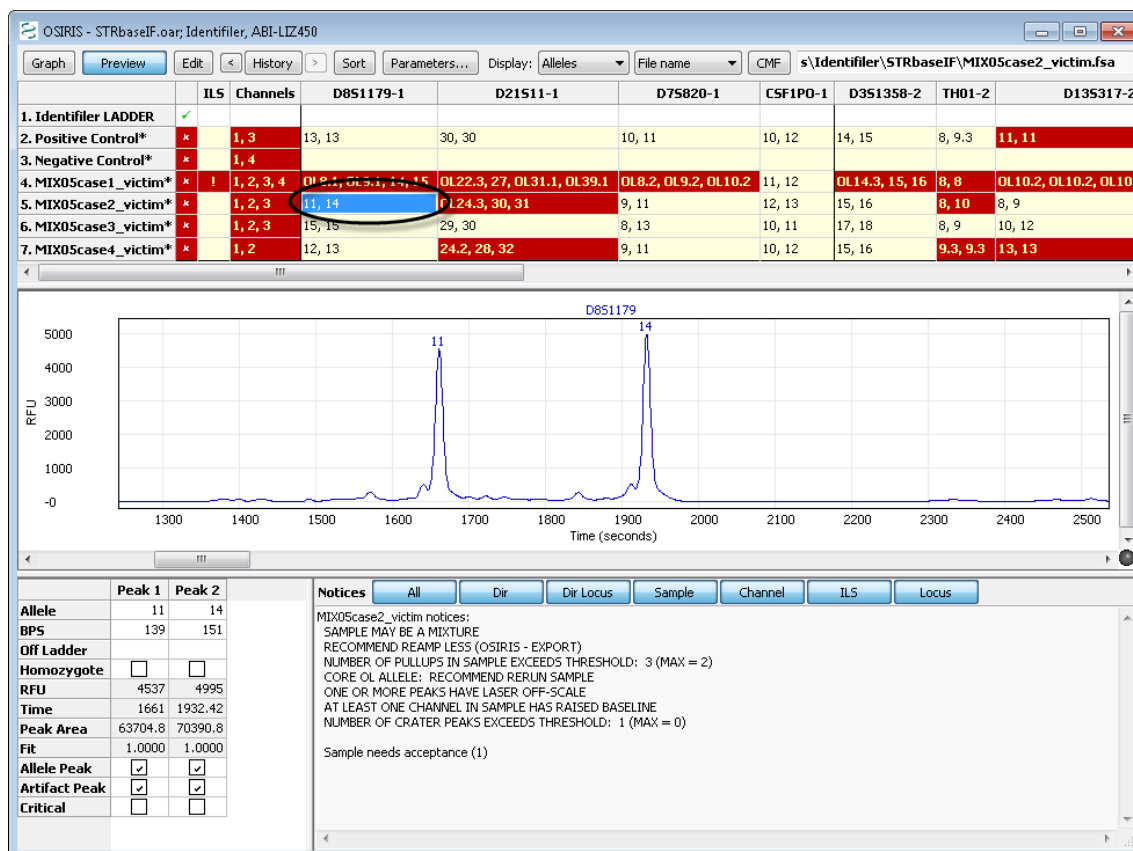 OSIRIS - STRbaseIF.oar; Identifiler, ABI-LIZ450
Graph Preview Edit < History > Sort Parameters... Display: Alleles File name CMF s\Identifiler\STRbaseIF\MIX05case2_victim.fsa
ILS Channels D8S1179-1 D21S11-1 D7S820-1 CSF1PO-1 D3S1358-2 TH01-2 D13S317-2
1. Identifiler LADDER
2. Positive Control* 1, 3 13, 13 30, 30 10, 11 10, 12 14, 15 8, 9.3 11, 11
3. Negative Control* 1, 4
4. MIX05case1_victim* ! 1, 2, 3, 4 OL8.1, OL9.1, 14, 15 OL22.3, 27, OL31.1, OL39.1 OL8.2, OL9.2, OL10.2 11, 12 OL14.3, 15, 16 8, 8 OL10.2, OL10.2, OL10
5. MIX05case2_victim* 1, 2, 3 11, 14 OL24.3, 30, 31 9, 11 12, 13 15, 16 8, 10 8, 9
6. MIX05case3_victim* 1, 2, 3 15, 15 29, 30 8, 13 10, 11 17, 18 8, 9 10, 12
7. MIX05case4_victim* 1, 2 12, 13 24.2, 28, 32 9, 11 10, 12 15, 16 9.3, 9.3 13, 13
D8S1179
11 14
RFU
5000
4000
3000
2000
1000
-0
1300 1400 1500 1600 1700 1800 1900 2000 2100 2200 2300 2400 2500
Time (seconds)
Peak 1 Peak 2
Allele 11 14
BPS 139 151
Off Ladder
Homozygote
RFU 4537 4995
Time 1661 1932.42
Peak Area 63704.8 70390.8
Fit 1.0000 1.0000
Allele Peak
Artifact Peak
Critical
Notices All Dir Dir Locus Sample Channel ILS Locus
MIX05case2_victim notices:
SAMPLE MAY BE A MIXTURE
RECOMMEND REAMP LESS (OSIRIS - EXPORT)
NUMBER OF PULLUPS IN SAMPLE EXCEEDS THRESHOLD: 3 (MAX = 2)
CORE OL ALLELE: RECOMMEND RERUN SAMPLE
ONE OR MORE PEAKS HAVE LASER OFF-SCALE
AT LEAST ONE CHANNEL IN SAMPLE HAS RAISED BASELINE
NUMBER OF CRATER PEAKS EXCEEDS THRESHOLD: 1 (MAX = 0)
Sample needs acceptance (1)